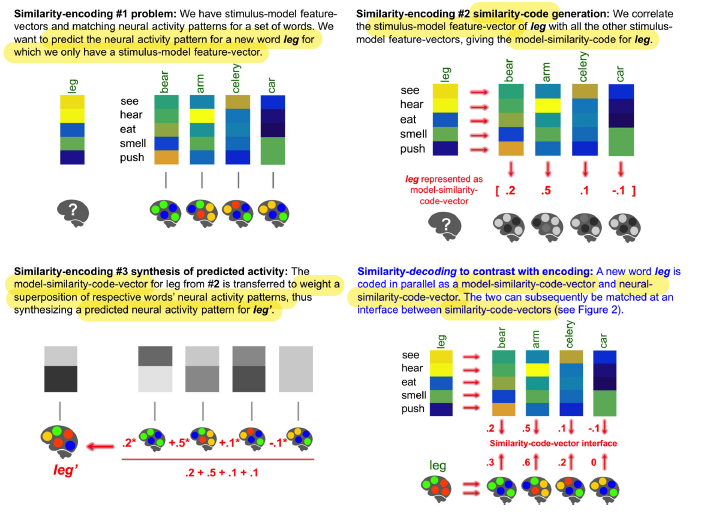 Similarity-encoding #1 problem: We have stimulus-model feature-
vectors and matching neural activity patterns for a set of words. We
want to predict the neural activity pattern for a new word leg for
which we only have a stimulus-model feature-vector.
leg
bear
arm
celery
car
see
hear
eat
smell
push
?
Similarity-encoding #2 similarity-code generation: We correlate
the stimulus-model feature-vector of leg with all the other stimulus-
model feature-vectors, giving the model-similarity-code for leg.
leg
bear
arm
celery
car
see
hear
eat
smell
push
leg represented as
model-similarity-
code-vector
[ .2 .5 .1 -.1 ]
?
Similarity-encoding #3 synthesis of predicted activity: The
model-similarity-code-vector for leg from #2 is transferred to weight a
superposition of respective words' neural activity patterns, thus
synthesizing a predicted neural activity pattern for leg'.
.2* +.5* +.1* -.1*
leg'
.2 + .5 + .1 + .1
Similarity-decoding to contrast with encoding: A new word leg is
coded in parallel as a model-similarity-code-vector and neural-
similarity-code-vector. The two can subsequently be matched at an
interface between similarity-code-vectors (see Figure 2).
leg
bear
arm
celery
car
see
hear
eat
smell
push
.2 .5 .1 -.1
Similarity-code-vector interface
.3 .6 .2 0
leg